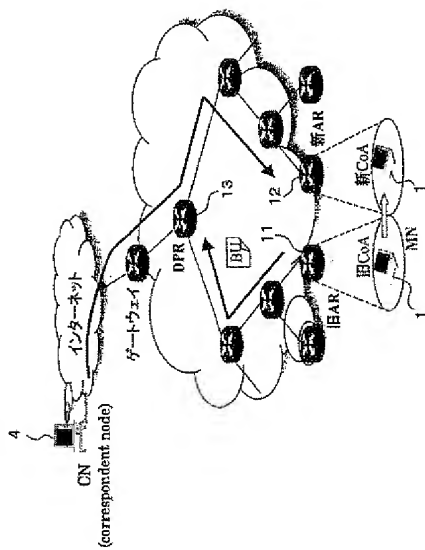 4
CN
(correspondent node)
インターネット
ゲートウェイ
DPR
13
BU
11
12
旧AR
新AR
旧CoA
新CoA
MN
1
1